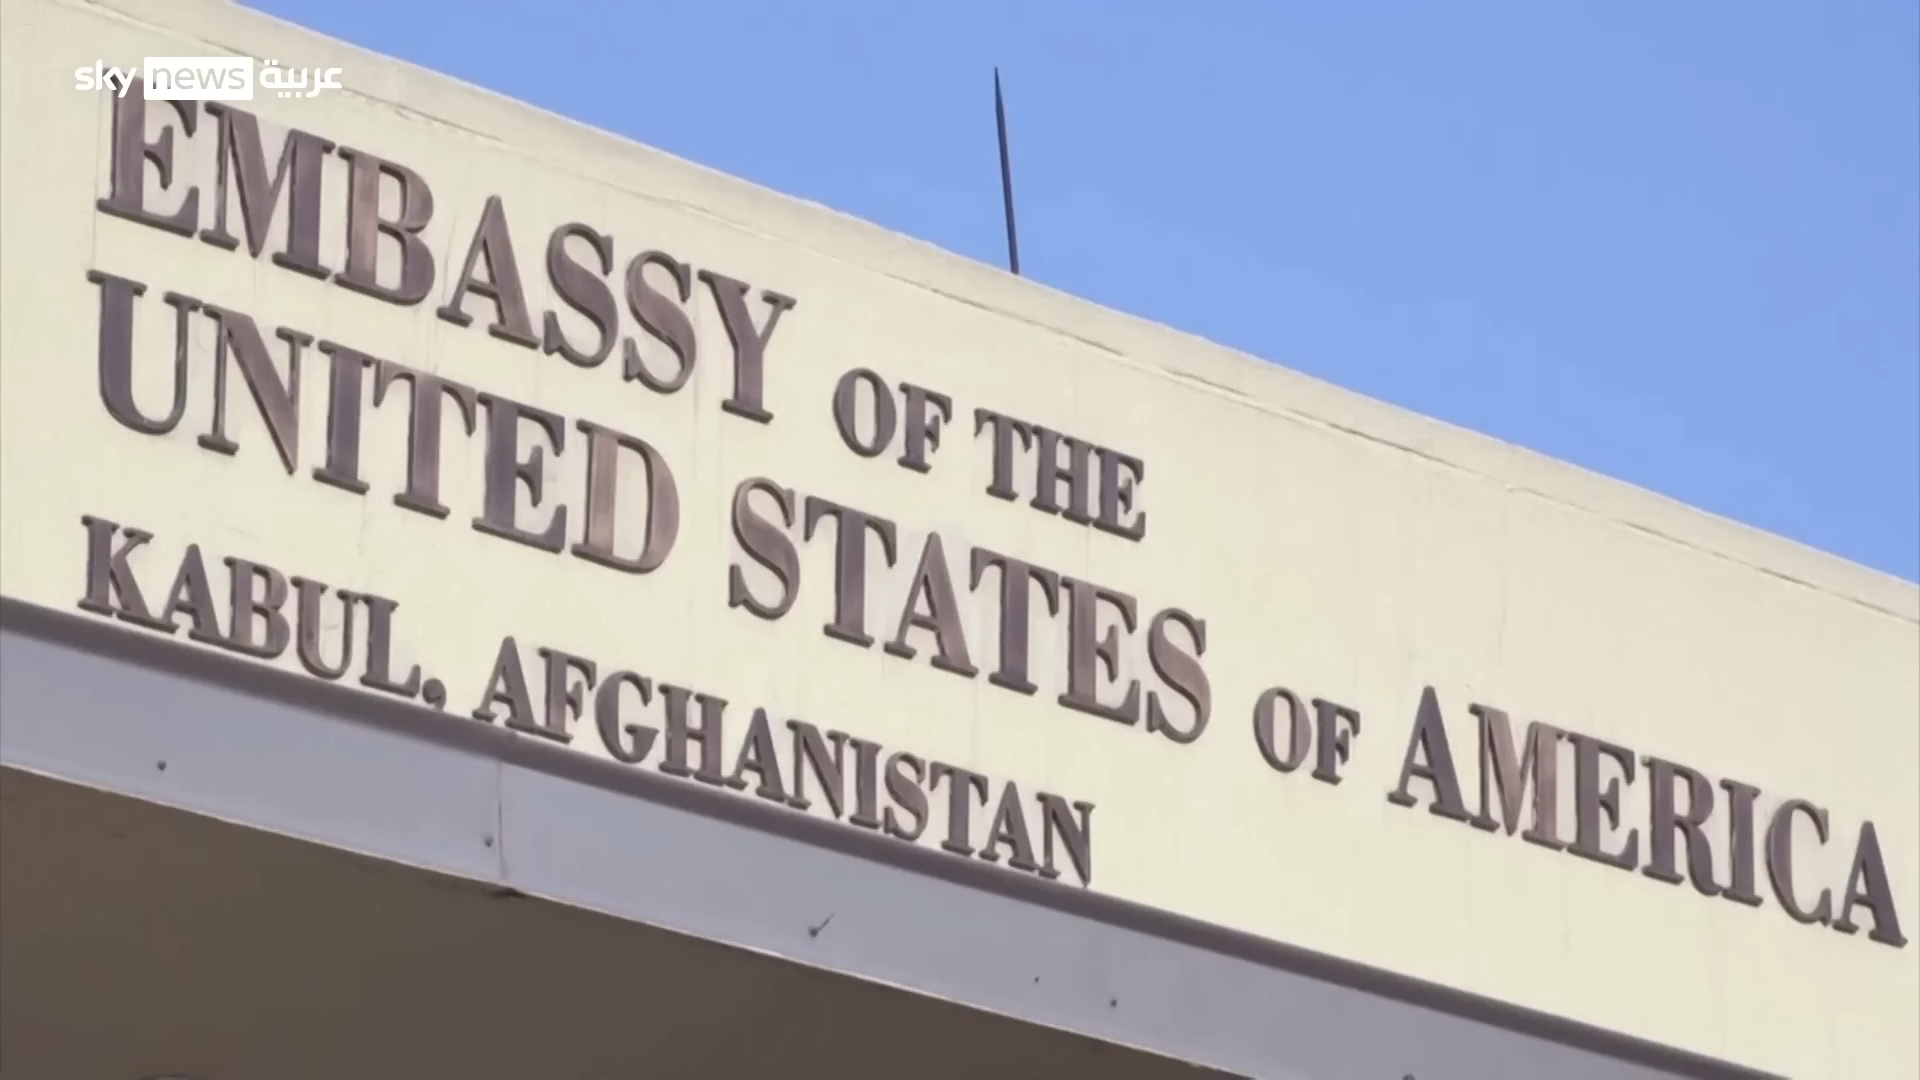 sky news عربية
EMBASSY OF THE
UNITED STATES OF AMERICA
KABUL, AFGHANISTAN